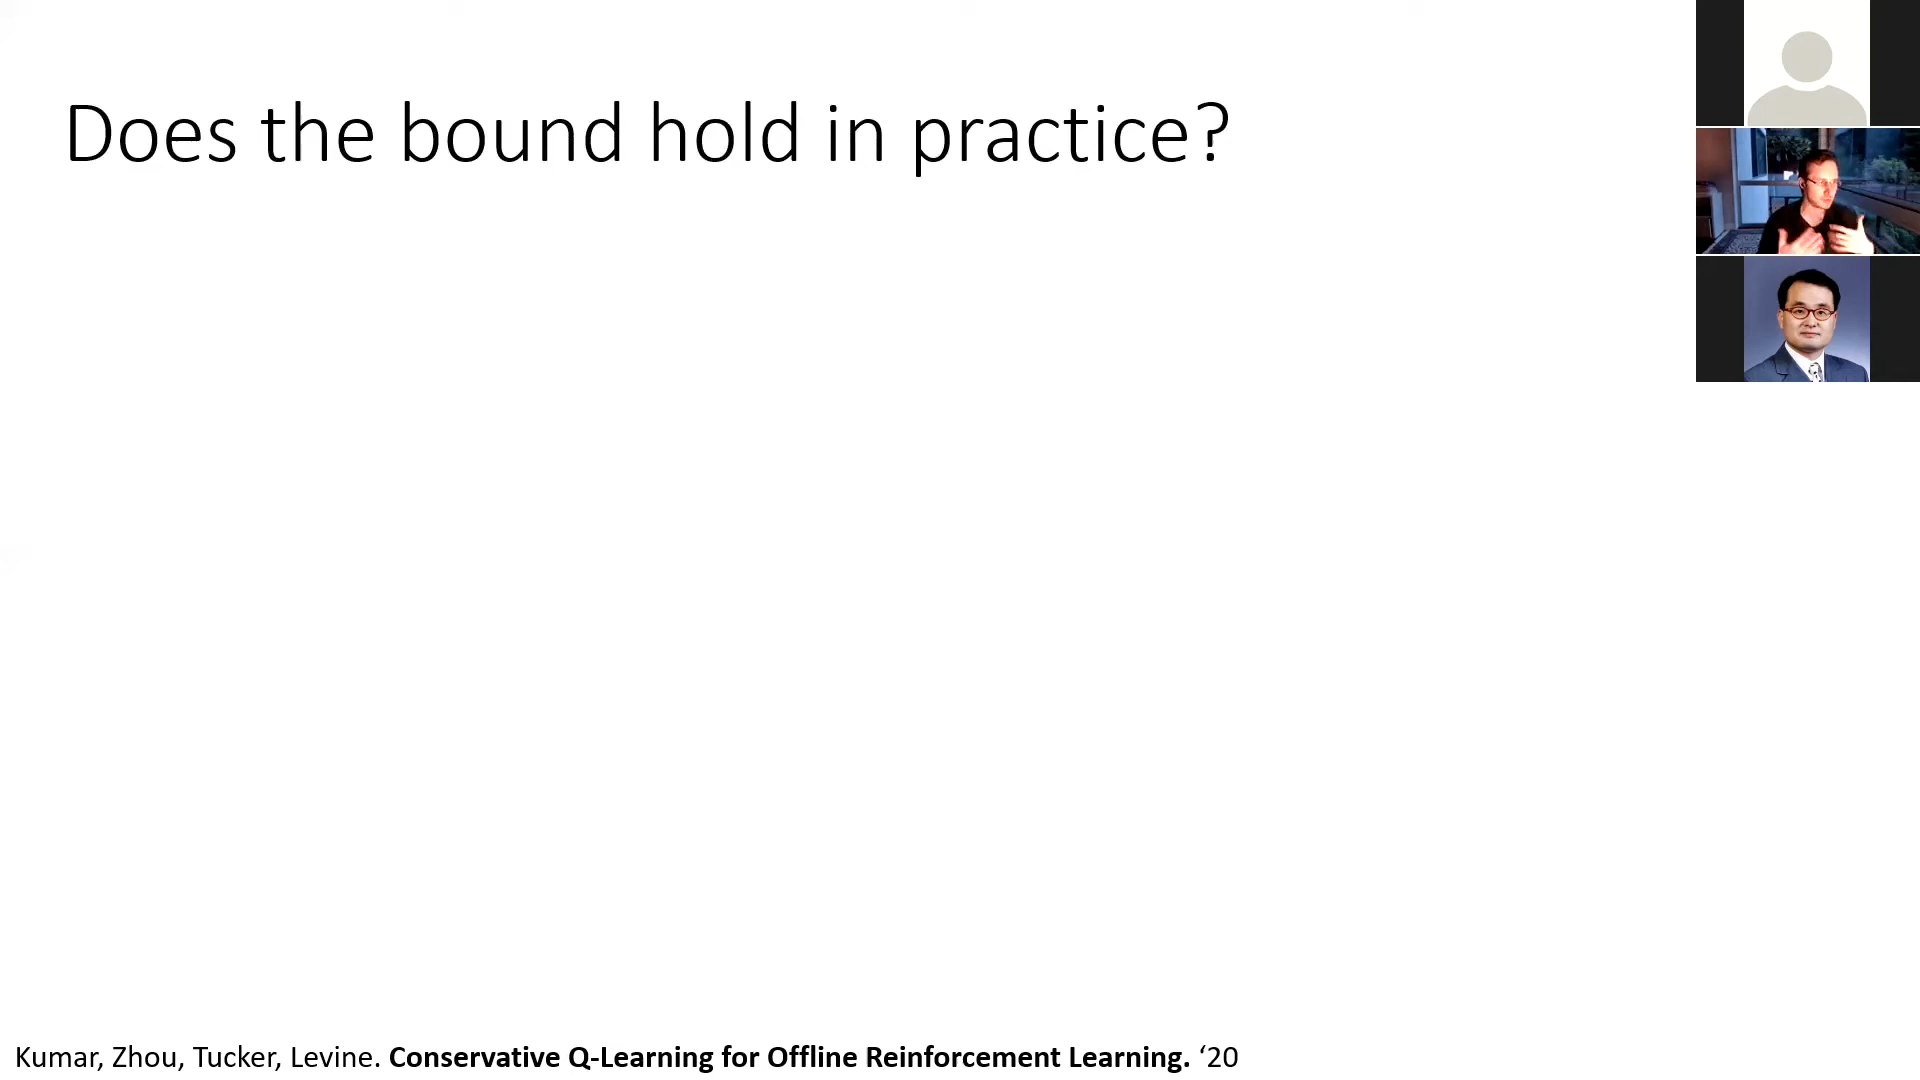 Does the bound hold in practice?
Kumar, Zhou, Tucker, Levine. Conservative Q-Learning for Offline Reinforcement Learning. ‘20